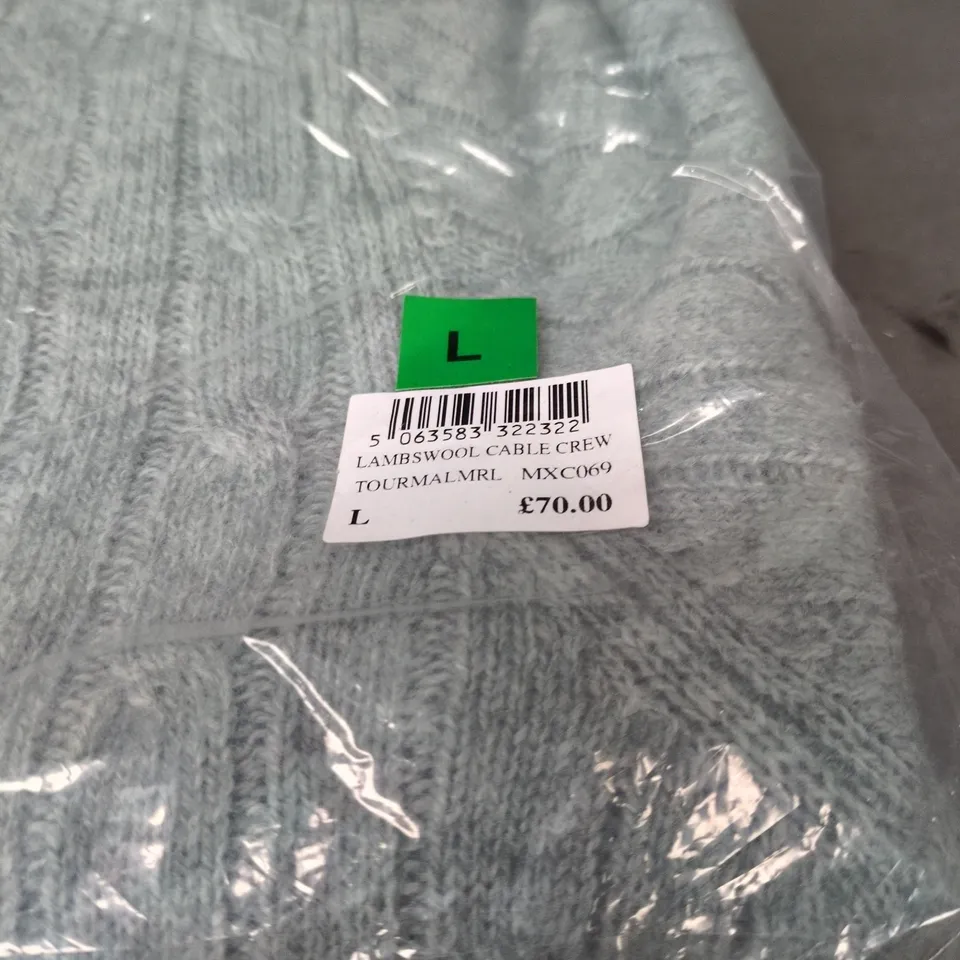 L
5 063583 322322
LAMBSWOOL CABLE CREW
TOURMALMRL MXC069
L £70.00